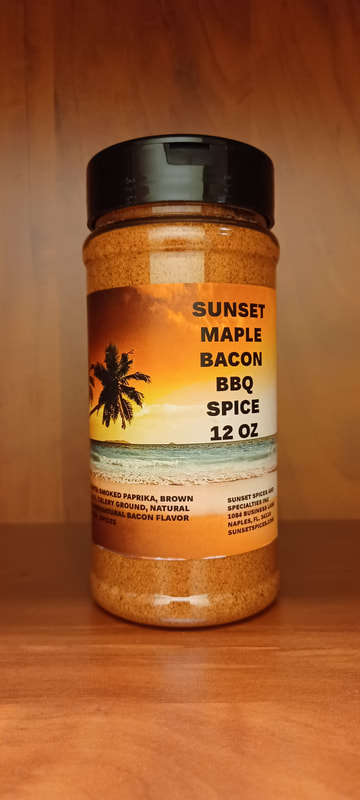 SUNSET
MAPLE
BACON
BBQ
SPICE
12 OZ
SMOKED PAPRIKA, BROWN
CELERY GROUND, NATURAL
NATURAL BACON FLAVOR
SPICES
SUNSET SPICES AND
SPECIALTIES INC
1084 BUSINESS LANE
NAPLES, FL.
SUNSETSPICES.COM